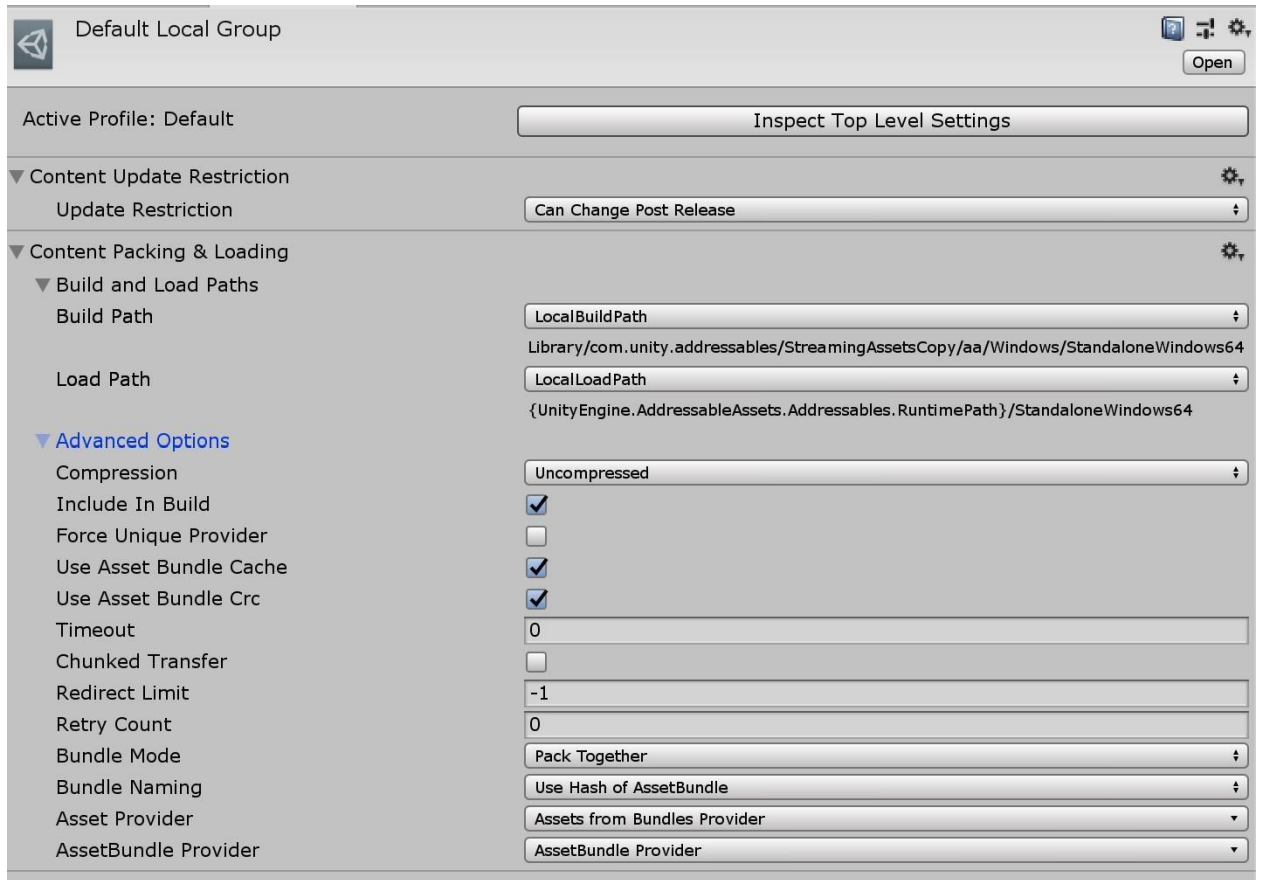 Default Local Group
Open
Active Profile: Default Inspect Top Level Settings
Content Update Restriction
Update Restriction Can Change Post Release
Content Packing & Loading
Build and Load Paths
Build Path LocalBuildPath
Library/com.unity.addressables/StreamingAssetsCopy/aa/Windows/StandaloneWindows64
Load Path LocalLoadPath
{UnityEngine.AddressableAssets.Addressables.RuntimePath}/StandaloneWindows64
Advanced Options
Compression Uncompressed
Include In Build
Force Unique Provider
Use Asset Bundle Cache
Use Asset Bundle Crc
Timeout 0
Chunked Transfer
Redirect Limit -1
Retry Count 0
Bundle Mode Pack Together
Bundle Naming Use Hash of AssetBundle
Asset Provider Assets from Bundles Provider
AssetBundle Provider AssetBundle Provider